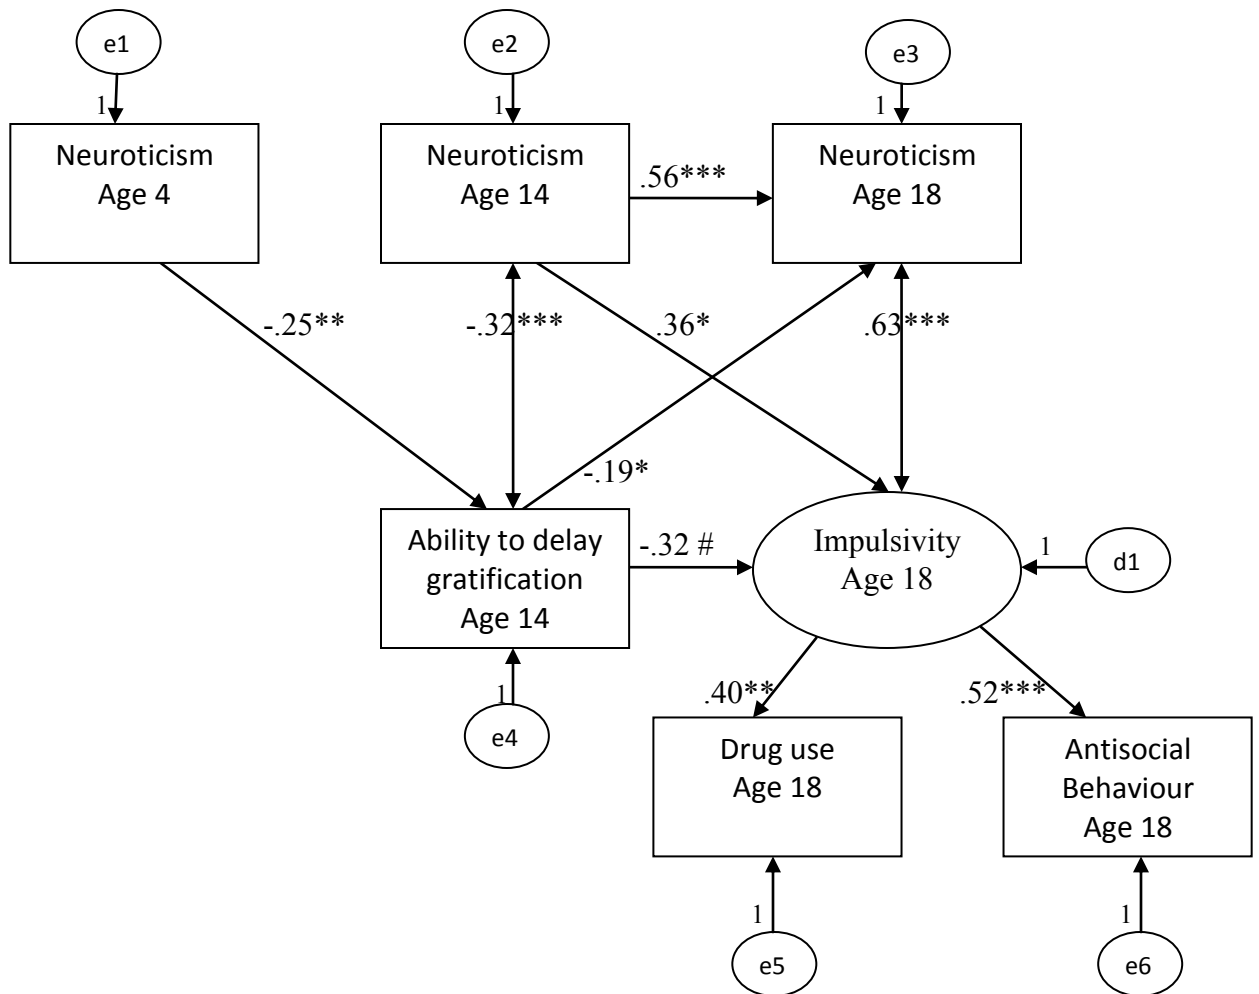 e1
e2
e3
1
1
1
Neuroticism
Age 4
Neuroticism
Age 14
Neuroticism
Age 18
.56***
-.25**
-.32***
.36*
.63***
-.19*
Ability to delay
gratification
Age 14
-.32 #
Impulsivity
Age 18
1
d1
1
e4
.40**
.52***
Drug use
Age 18
Antisocial
Behaviour
Age 18
1
1
e5
e6